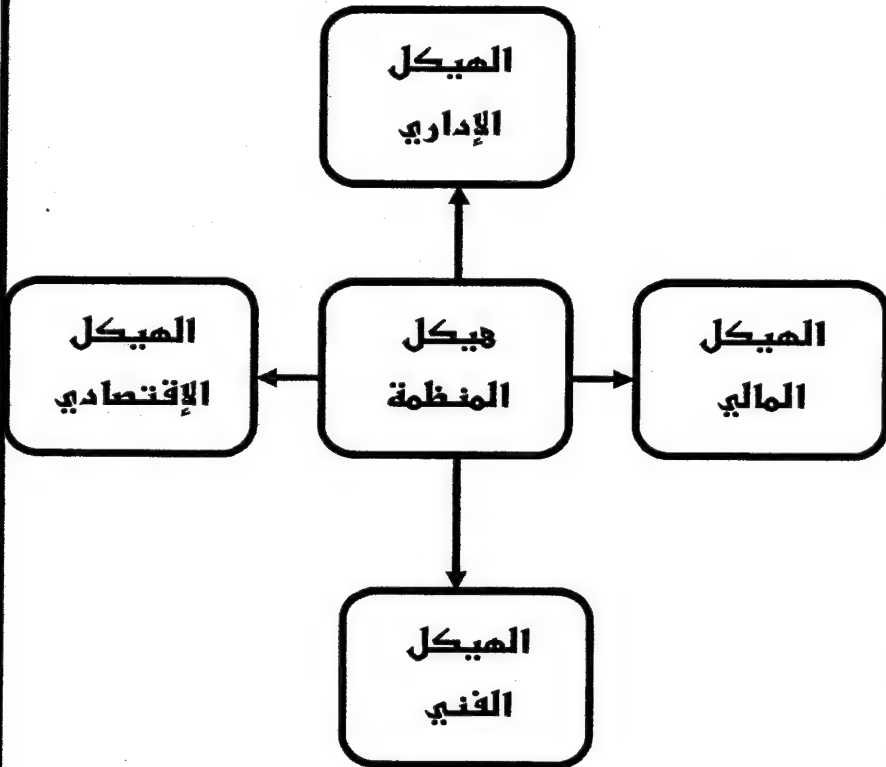 الهيكل
الإداري
الهيكل
المالي
هيكل
المنظمة
الهيكل
الإقتصادي
الهيكل
الفني